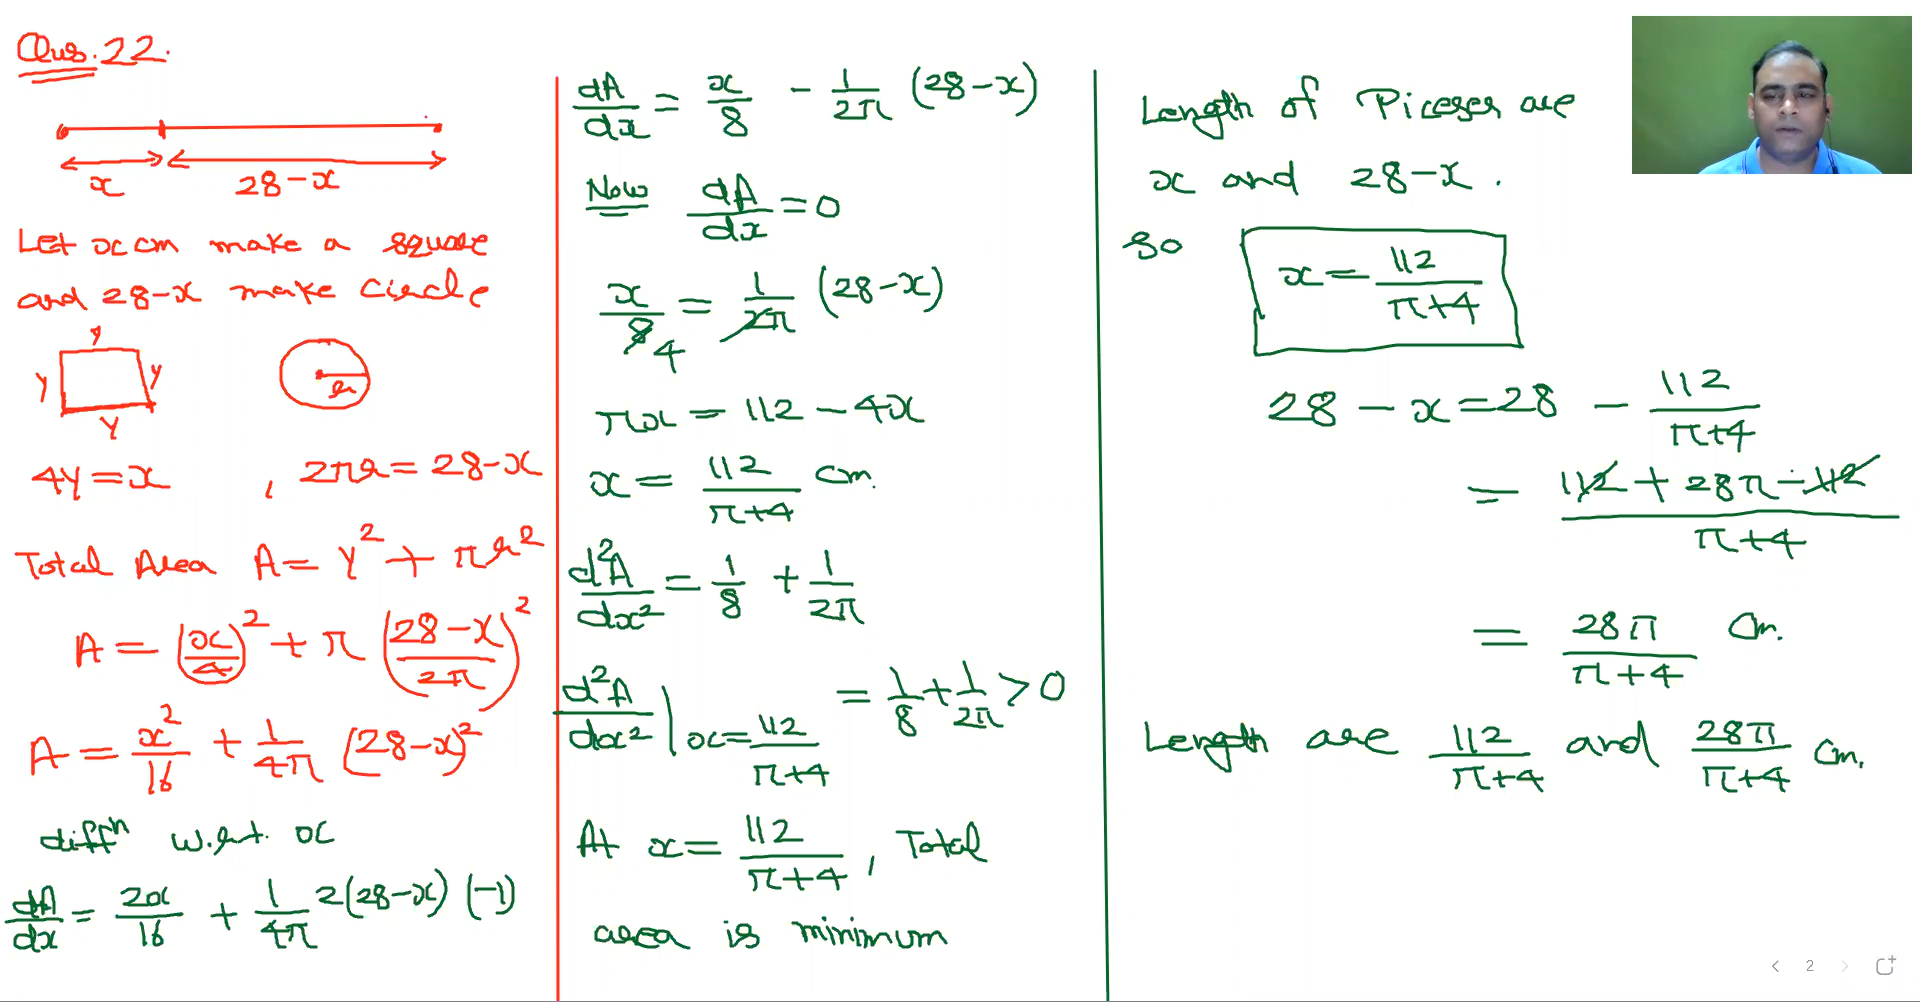 Qus. 22.
x 28-x
Let x cm make a square
and 28-x make circle
y
y y
r
y
4y = x , 2πr = 28-x
Total Area A = y² + πr²
A = (x/4)² + π ((28-x)/2π)²
A = x²/16 + 1/4π (28-x)²
diffⁿ w.r.t. x
dA/dx = 2x/16 + 1/4π 2(28-x) (-1)
dA/dx = x/8 - 1/2π (28-x)
Now dA/dx = 0
x/8 = 1/2π (28-x)
4
πx = 112 - 4x
x = 112/π+4 cm.
d²A/dx² = 1/8 + 1/2π
d²A/dx² | x = 112/π+4 = 1/8 + 1/2π > 0
At x = 112/π+4 , Total
area is minimum
Length of Piceses are
x and 28-x .
So x = 112/π+4
28 - x = 28 - 112/π+4
= 112 + 28π - 112/π+4
= 28π/π+4 cm.
Length are 112/π+4 and 28π/π+4 cm.
2